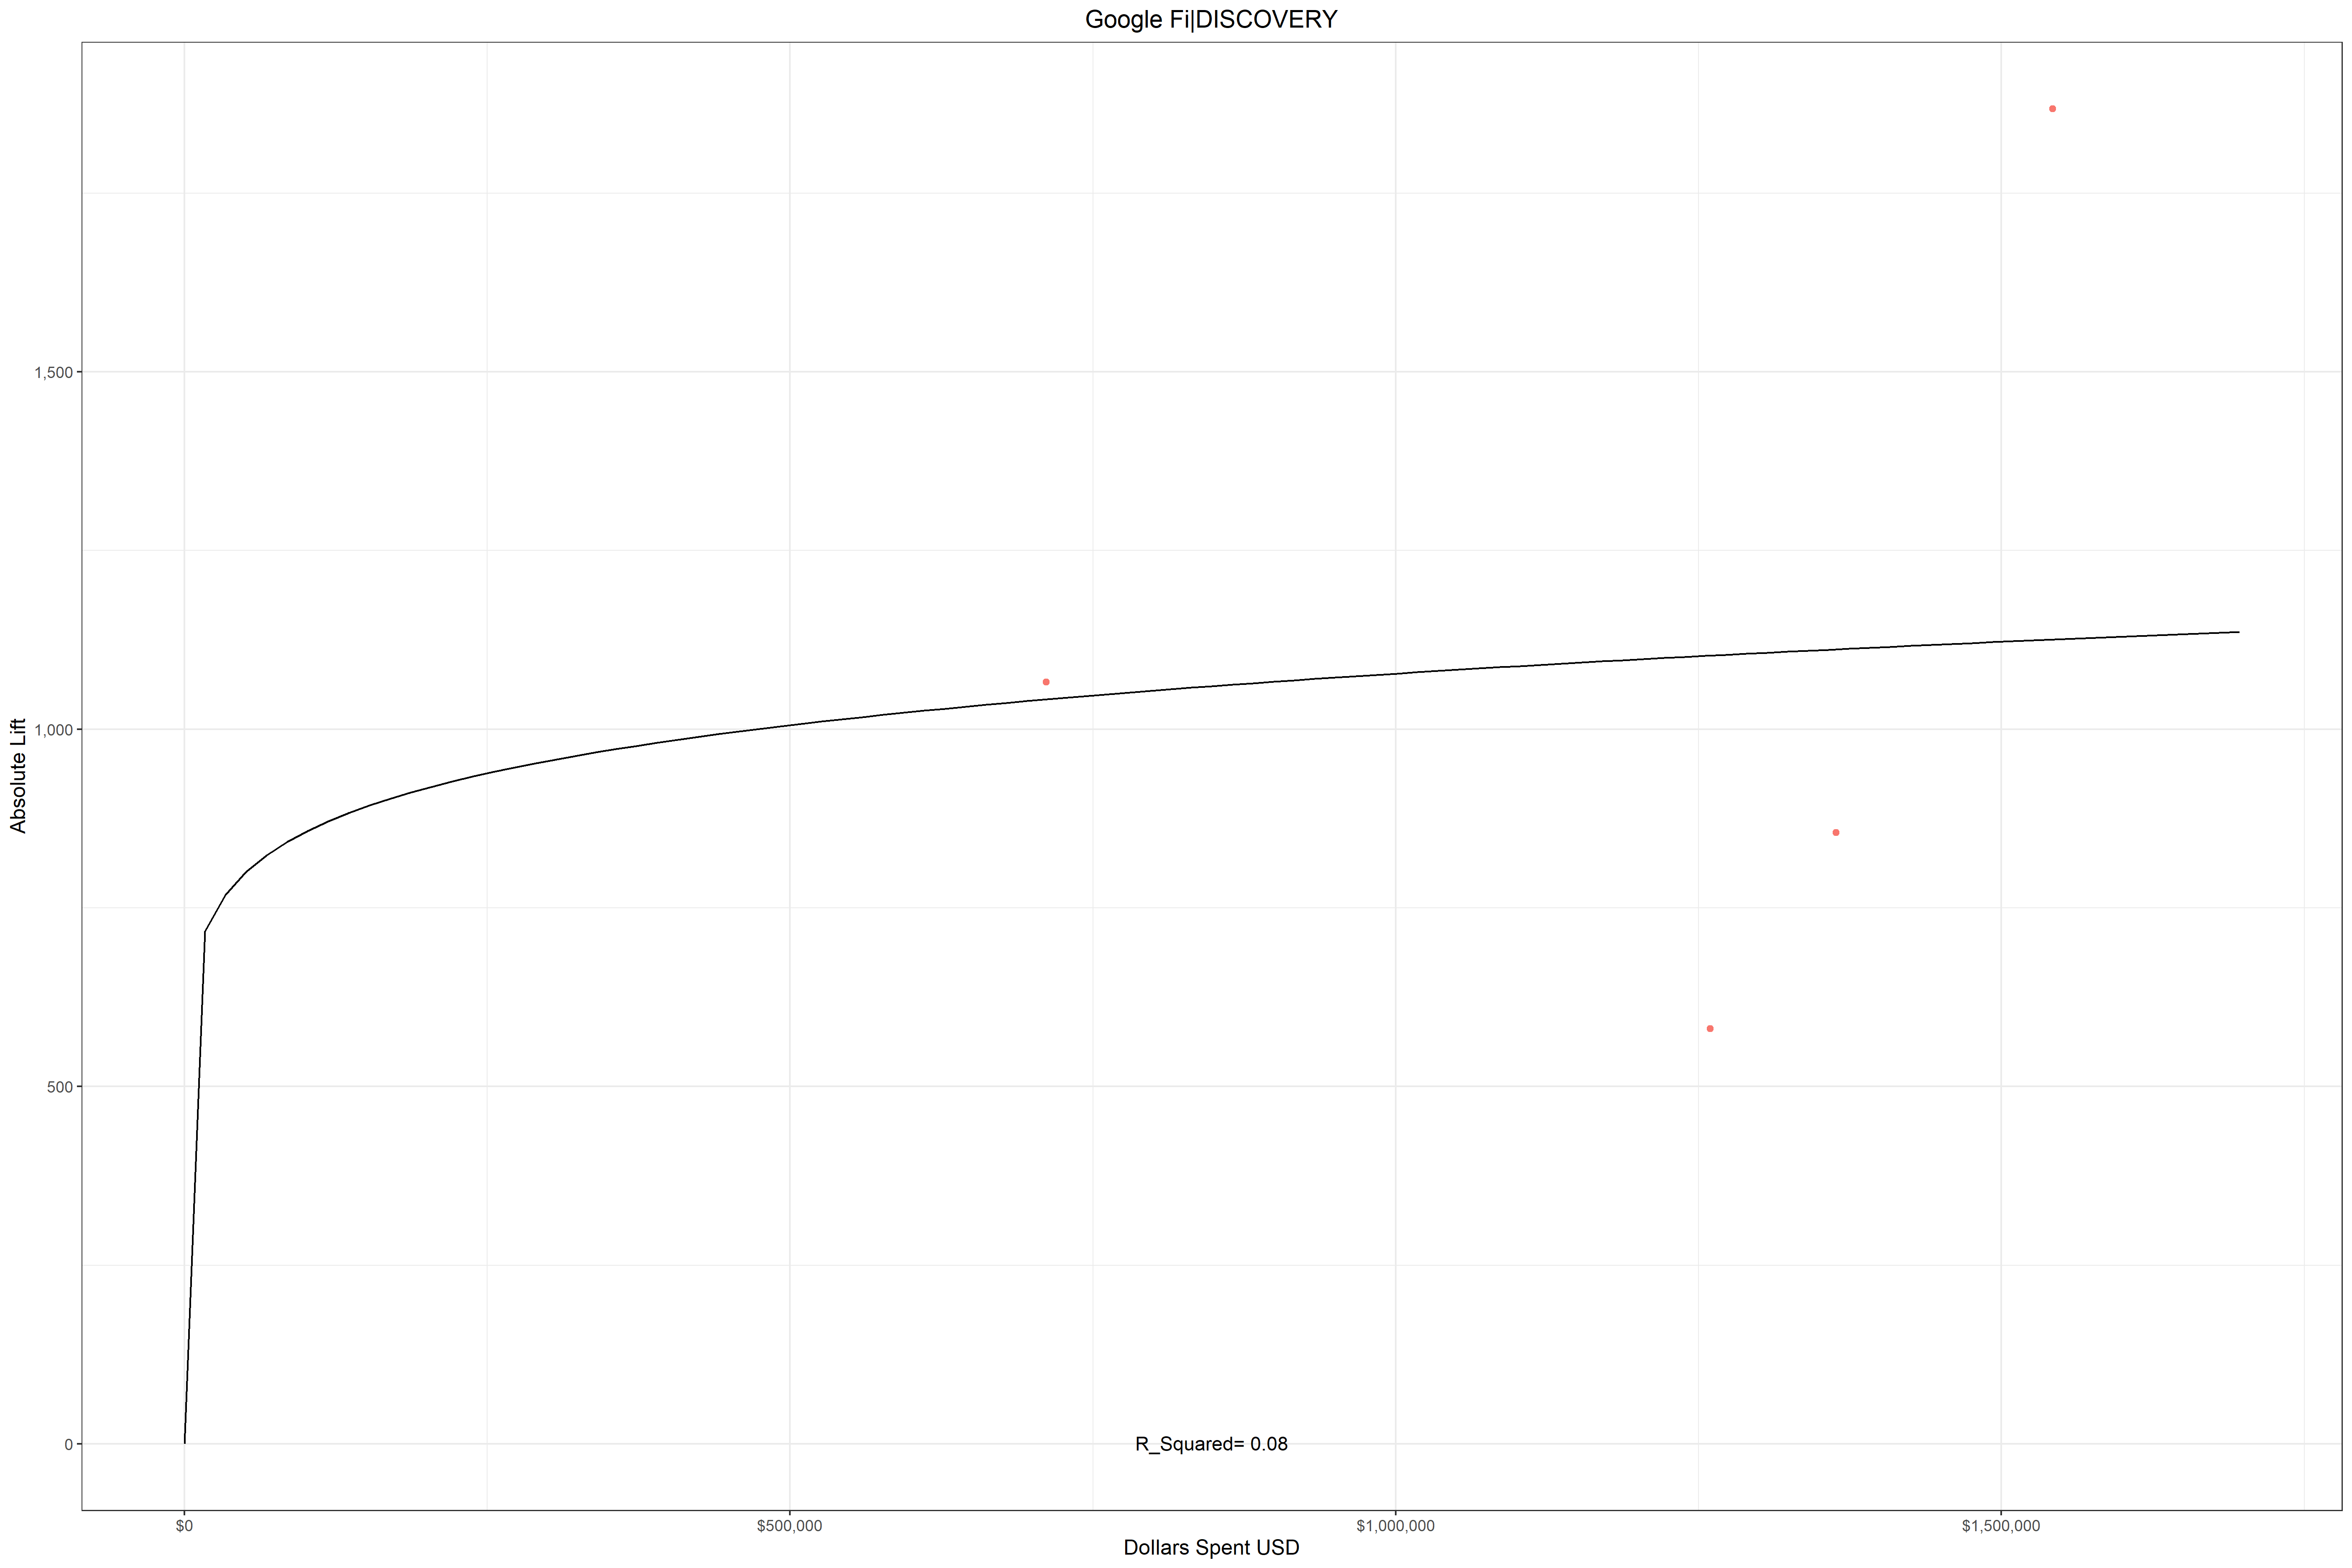 Google Fi|DISCOVERY
Absolute Lift
1,500
1,000
500
0
R_Squared= 0.08
$0
$500,000
$1,000,000
$1,500,000
Dollars Spent USD